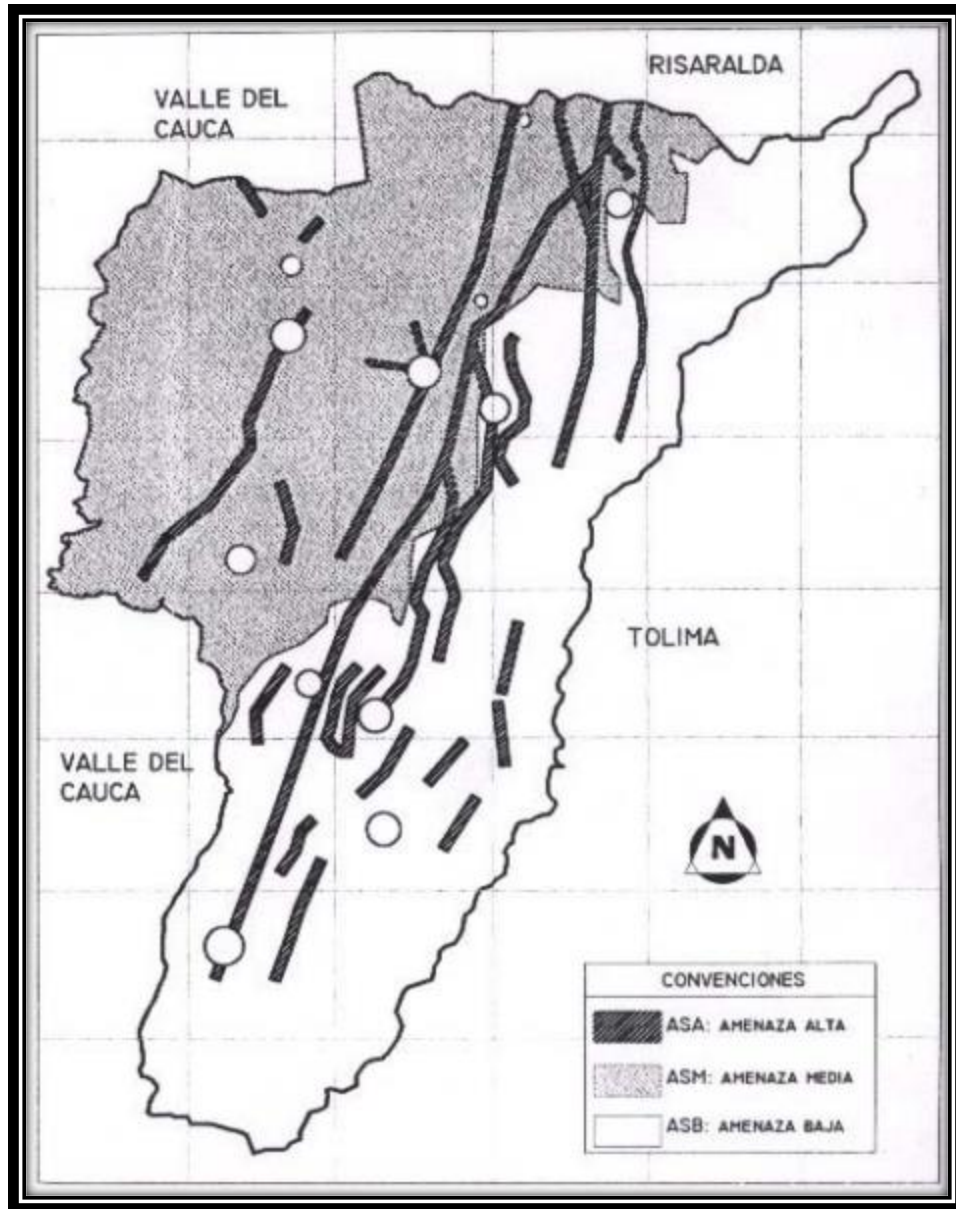 RISARALDA
VALLE DEL
CAUCA
TOLIMA
VALLE DEL
CAUCA
N
CONVENCIONES
ASA: AMENAZA ALTA
ASM: AMENAZA MEDIA
ASB: AMENAZA BAJA